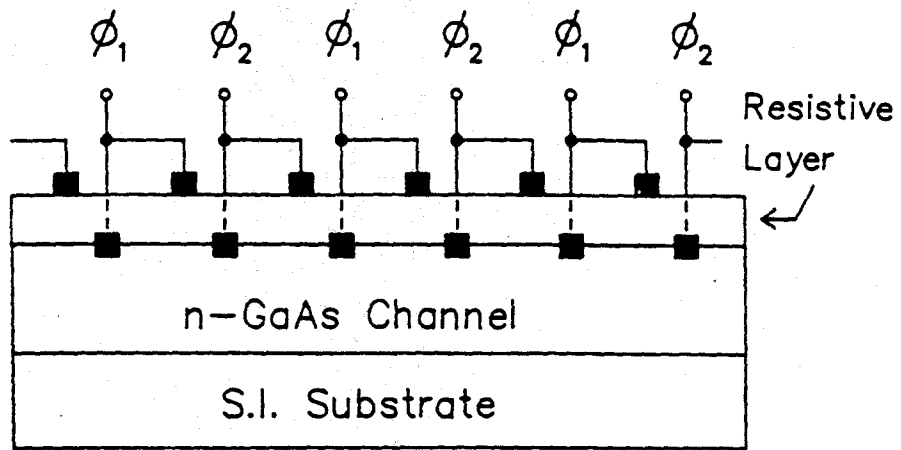 ϕ₁ ϕ₂ ϕ₁ ϕ₂ ϕ₁ ϕ₂
Resistive
Layer
n-GaAs Channel
S.I. Substrate